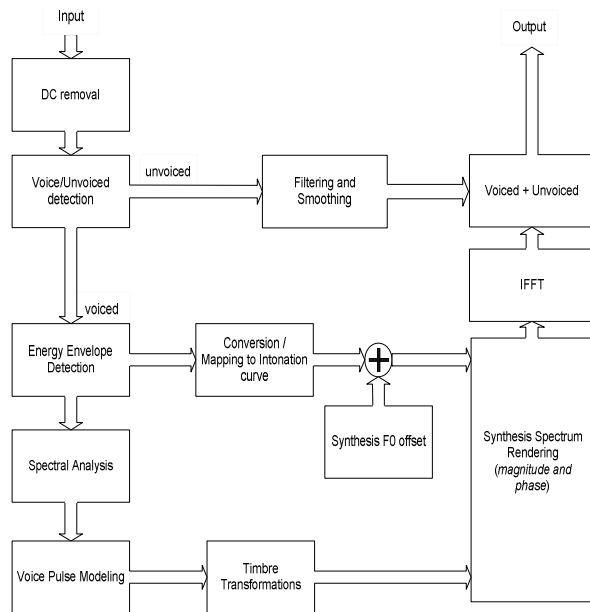 Input
Output
DC removal
Voice/Unvoiced
detection
unvoiced
Filtering and
Smoothing
Voiced + Unvoiced
IFFT
voiced
Energy Envelope
Detection
Conversion /
Mapping to Intonation
curve
+
Synthesis F0 offset
Synthesis Spectrum
Rendering
(magnitude and
phase)
Spectral Analysis
Voice Pulse Modeling
Timbre
Transformations